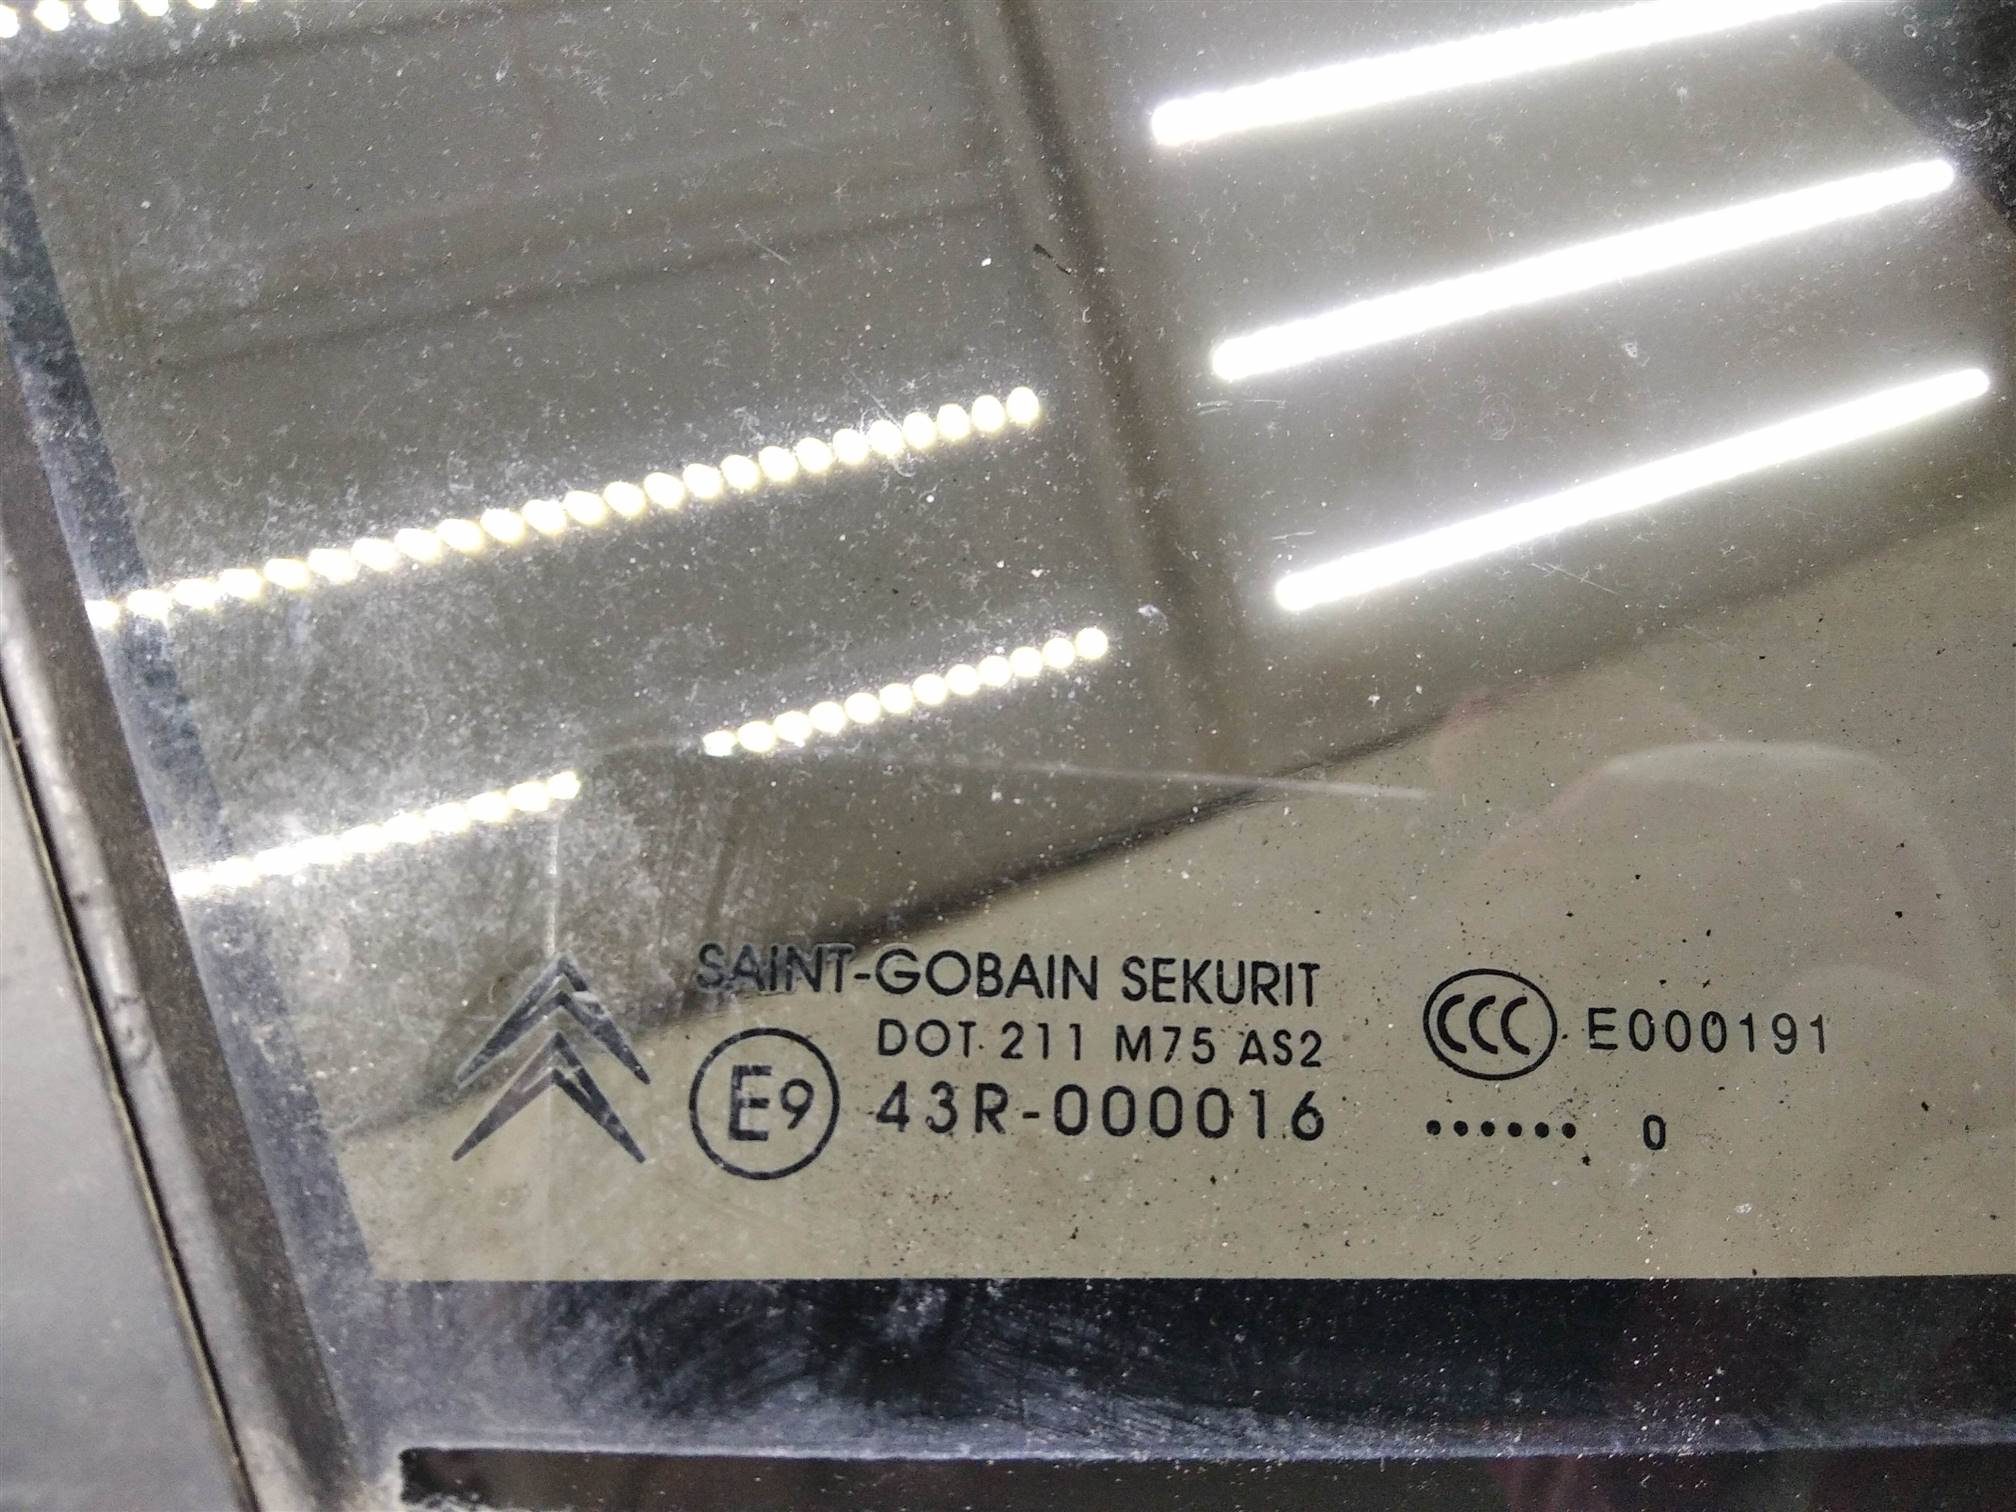 SAINT-GOBAIN SEKURIT
DOT 211 M75 AS2
E9 43R-000016
CCC E000191
...... 0